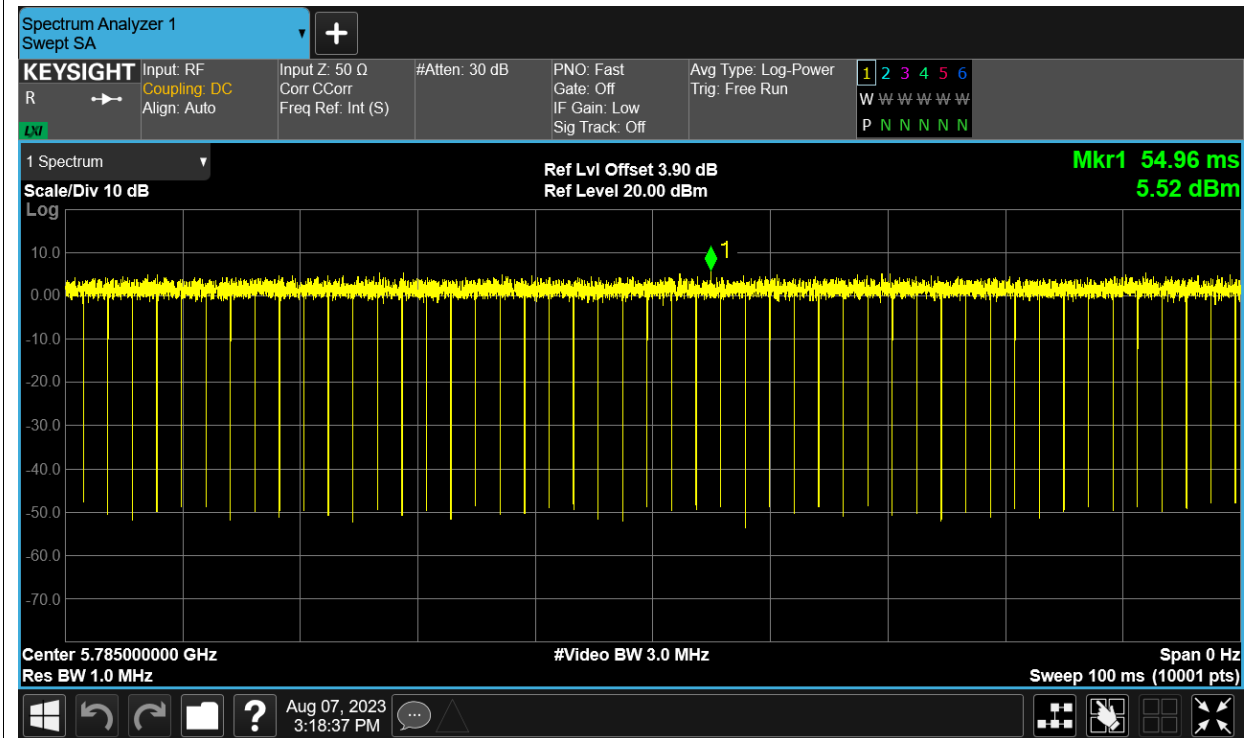 Spectrum Analyzer 1
Swept SA
KEYSIGHT
R
LXI
Input: RF
Coupling: DC
Align: Auto
Input Z: 50 Ω
Corr CCorr
Freq Ref: Int (S)
#Atten: 30 dB
PNO: Fast
Gate: Off
IF Gain: Low
Sig Track: Off
Avg Type: Log-Power
Trig: Free Run
1 2 3 4 5 6
W W W W W W
P N N N N N
1 Spectrum
Scale/Div 10 dB
Log
Ref Lvl Offset 3.90 dB
Ref Level 20.00 dBm
Mkr1 54.96 ms
5.52 dBm
1
10.0
0.00
-10.0
-20.0
-30.0
-40.0
-50.0
-60.0
-70.0
Center 5.785000000 GHz
Res BW 1.0 MHz
#Video BW 3.0 MHz
Span 0 Hz
Sweep 100 ms (10001 pts)
?
Aug 07, 2023
3:18:37 PM